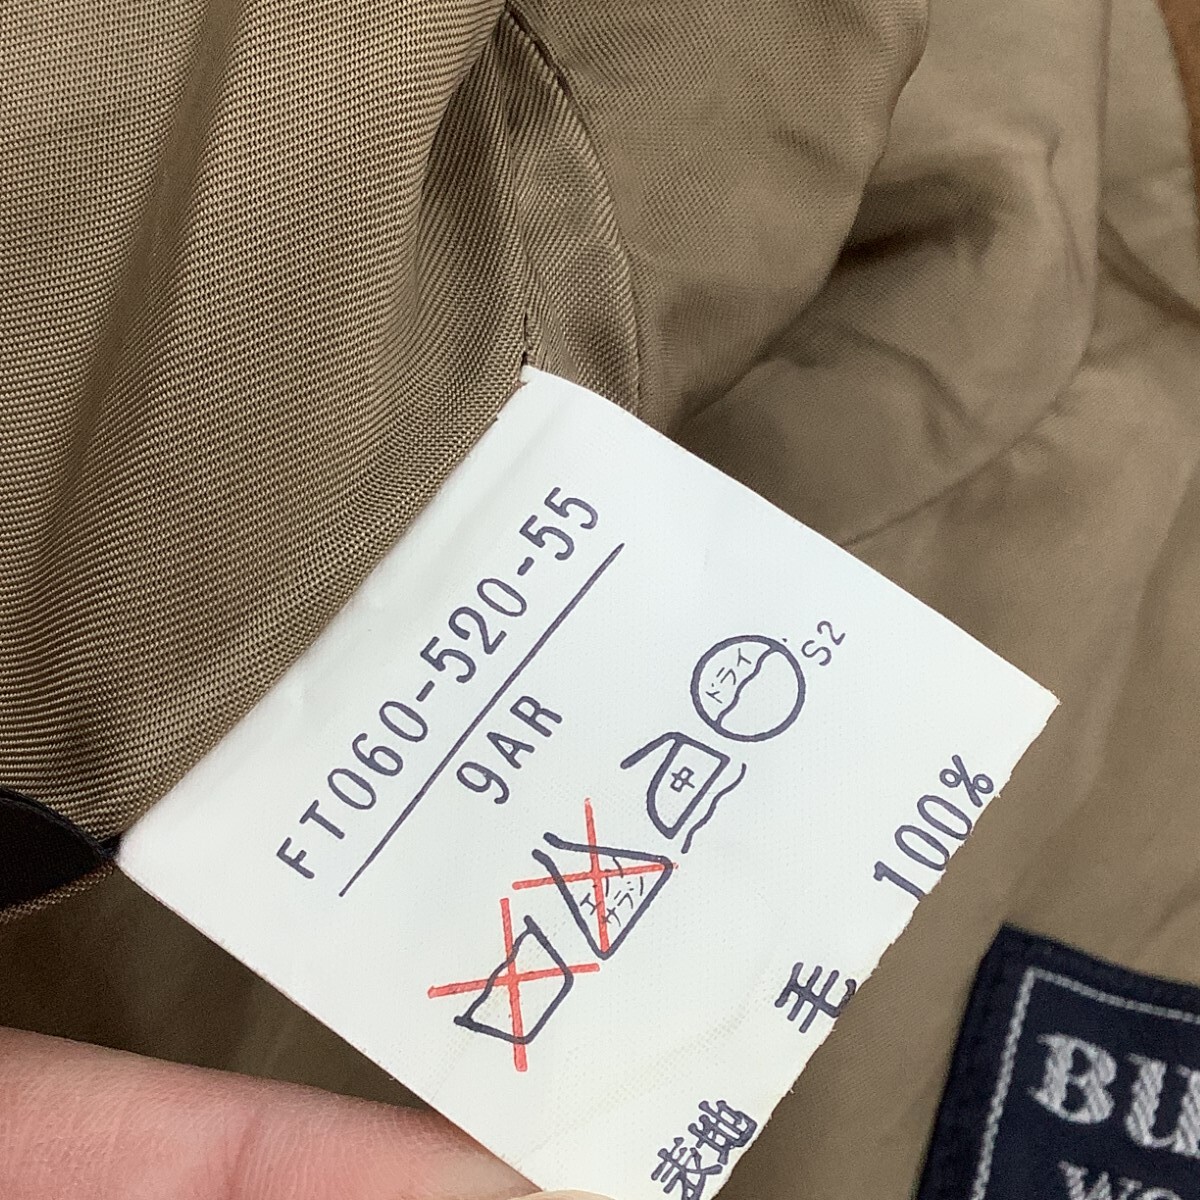 FT060-520-55
9AR
エンソ
サラシ
中
ドライ
S2
表地 毛 100%
BU